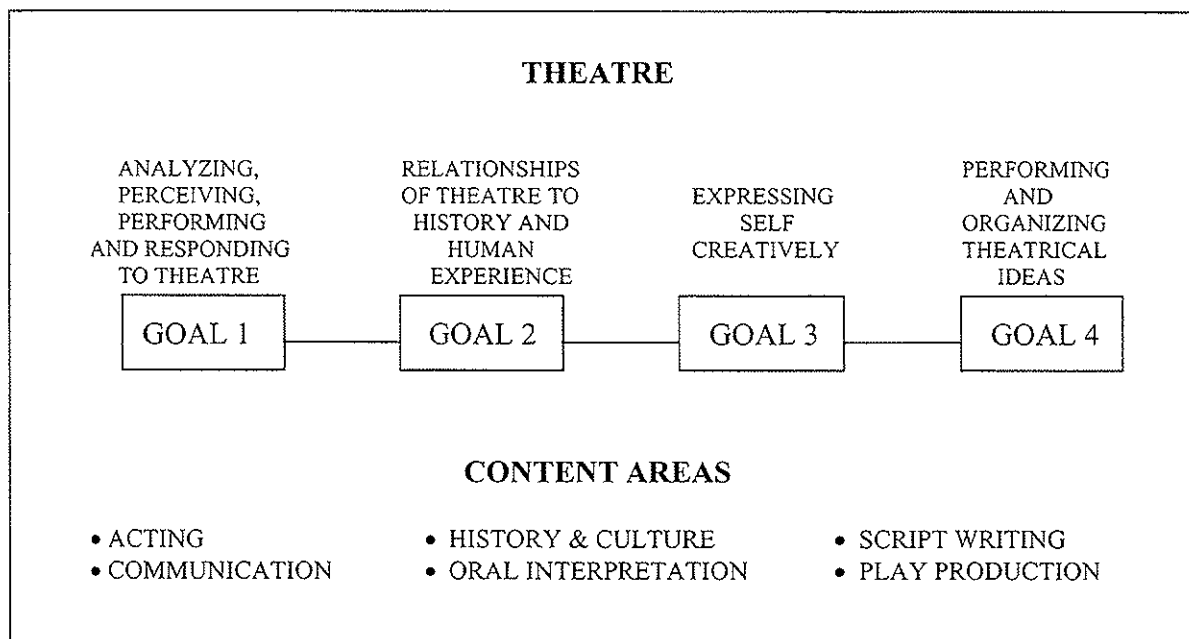 THEATRE
ANALYZING,
PERCEIVING,
PERFORMING
AND RESPONDING
TO THEATRE
GOAL 1
RELATIONSHIPS
OF THEATRE TO
HISTORY AND
HUMAN
EXPERIENCE
GOAL 2
EXPRESSING
SELF
CREATIVELY
GOAL 3
PERFORMING
AND
ORGANIZING
THEATRICAL
IDEAS
GOAL 4
CONTENT AREAS
• ACTING
• COMMUNICATION
• HISTORY & CULTURE
• ORAL INTERPRETATION
• SCRIPT WRITING
• PLAY PRODUCTION